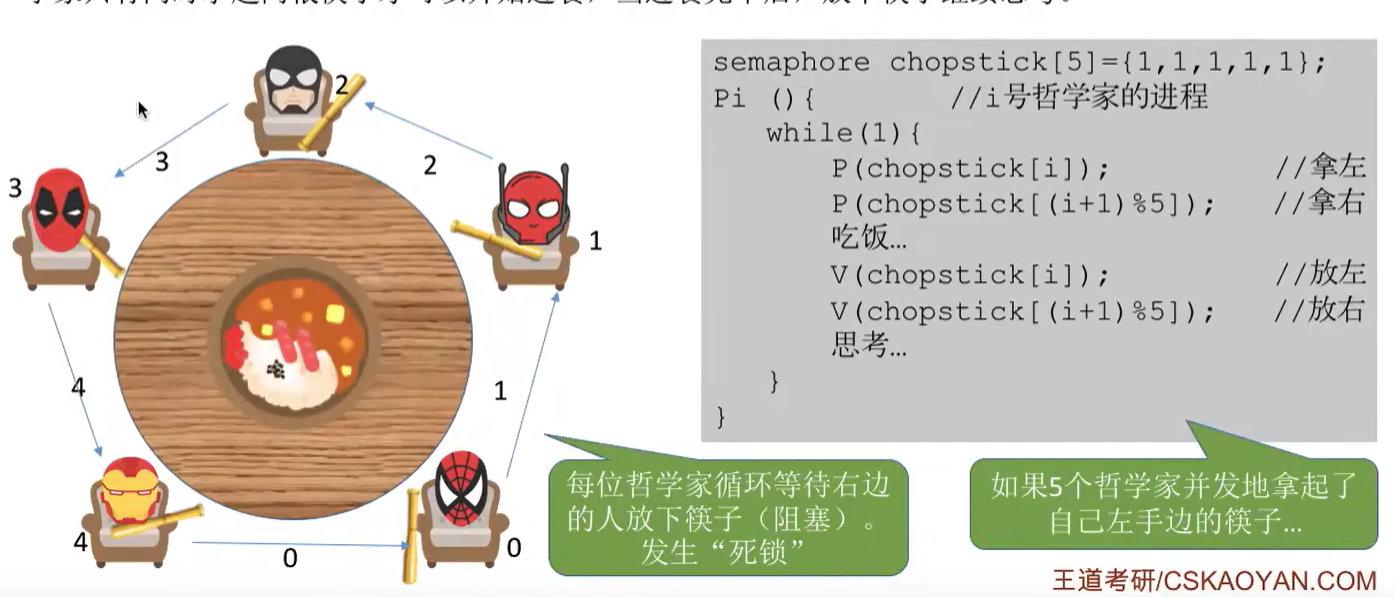 semaphore chopstick[5]={1,1,1,1,1};
Pi (){ //i号哲学家的进程
while(1){
P(chopstick[i]); //拿左
P(chopstick[(i+1)%5]); //拿右
吃饭…
V(chopstick[i]); //放左
V(chopstick[(i+1)%5]); //放右
思考…
}
}
2
3
2
3
1
4
1
4
0
0
每位哲学家循环等待右边
的人放下筷子（阻塞）。
发生“死锁”
如果5个哲学家并发地拿起了
自己左手边的筷子…
王道考研/CSKAOYAN.COM